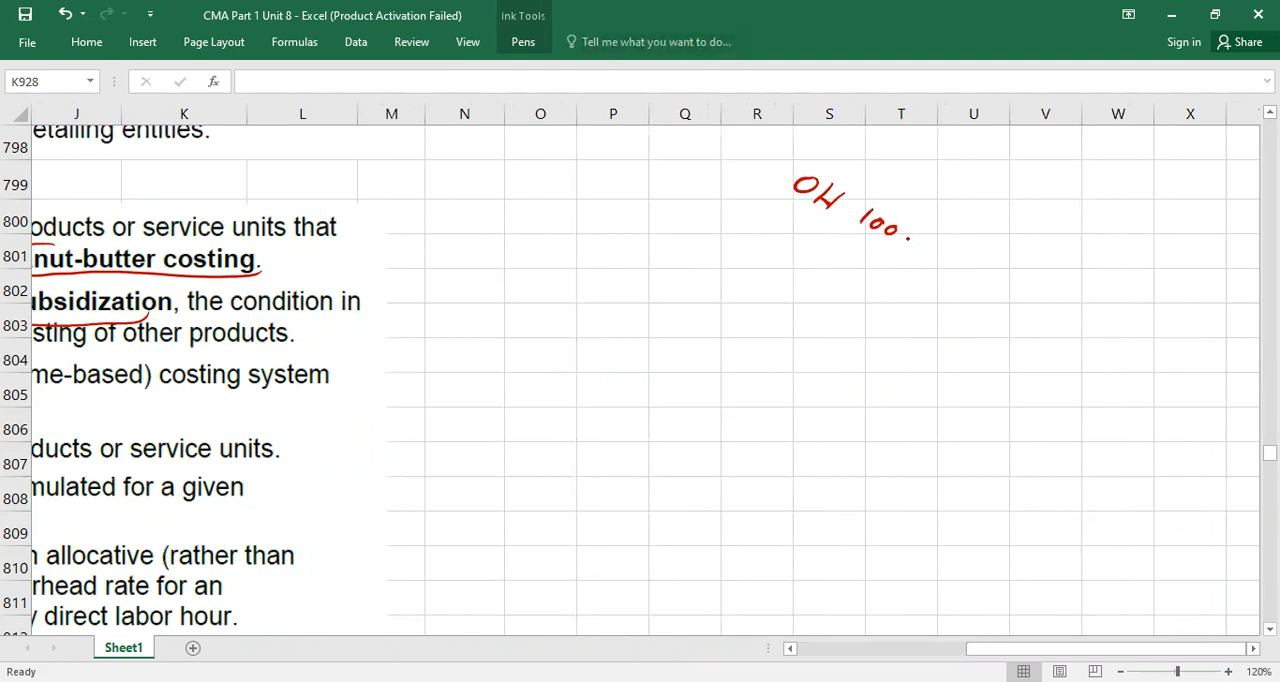 CMA Part 1 Unit 8 - Excel (Product Activation Failed)
Ink Tools
File Home Insert Page Layout Formulas Data Review View Pens Tell me what you want to do... Sign in Share
K928 fx
J K L M N O P Q R S T U V W X
798 etailing entities.
799
OH 100.
800 oducts or service units that
801 nut-butter costing.
802 ubsidization, the condition in
803 sting of other products.
804 me-based) costing system
805
806 ducts or service units.
807
808 mulated for a given
809
810 n allocative (rather than
811 rhead rate for an
y direct labor hour.
812
Sheet1
Ready 120%